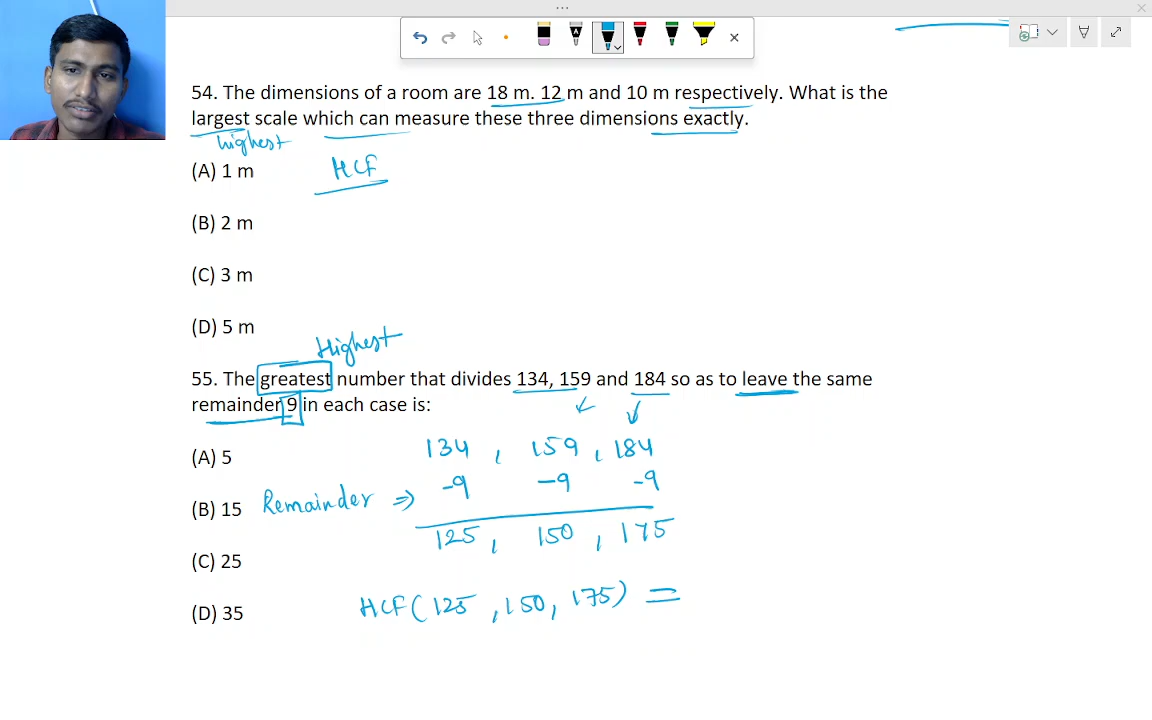 54. The dimensions of a room are 18 m. 12 m and 10 m respectively. What is the
largest scale which can measure these three dimensions exactly.
highest
(A) 1 m
HCF
(B) 2 m
(C) 3 m
(D) 5 m
Highest
55. The greatest number that divides 134, 159 and 184 so as to leave the same
remainder 9 in each case is:
134 , 159 , 184
(A) 5
-9 -9 -9
(B) 15 Remainder ⇒
125, 150, 175
(C) 25
HCF(125, 150, 175) =
(D) 35